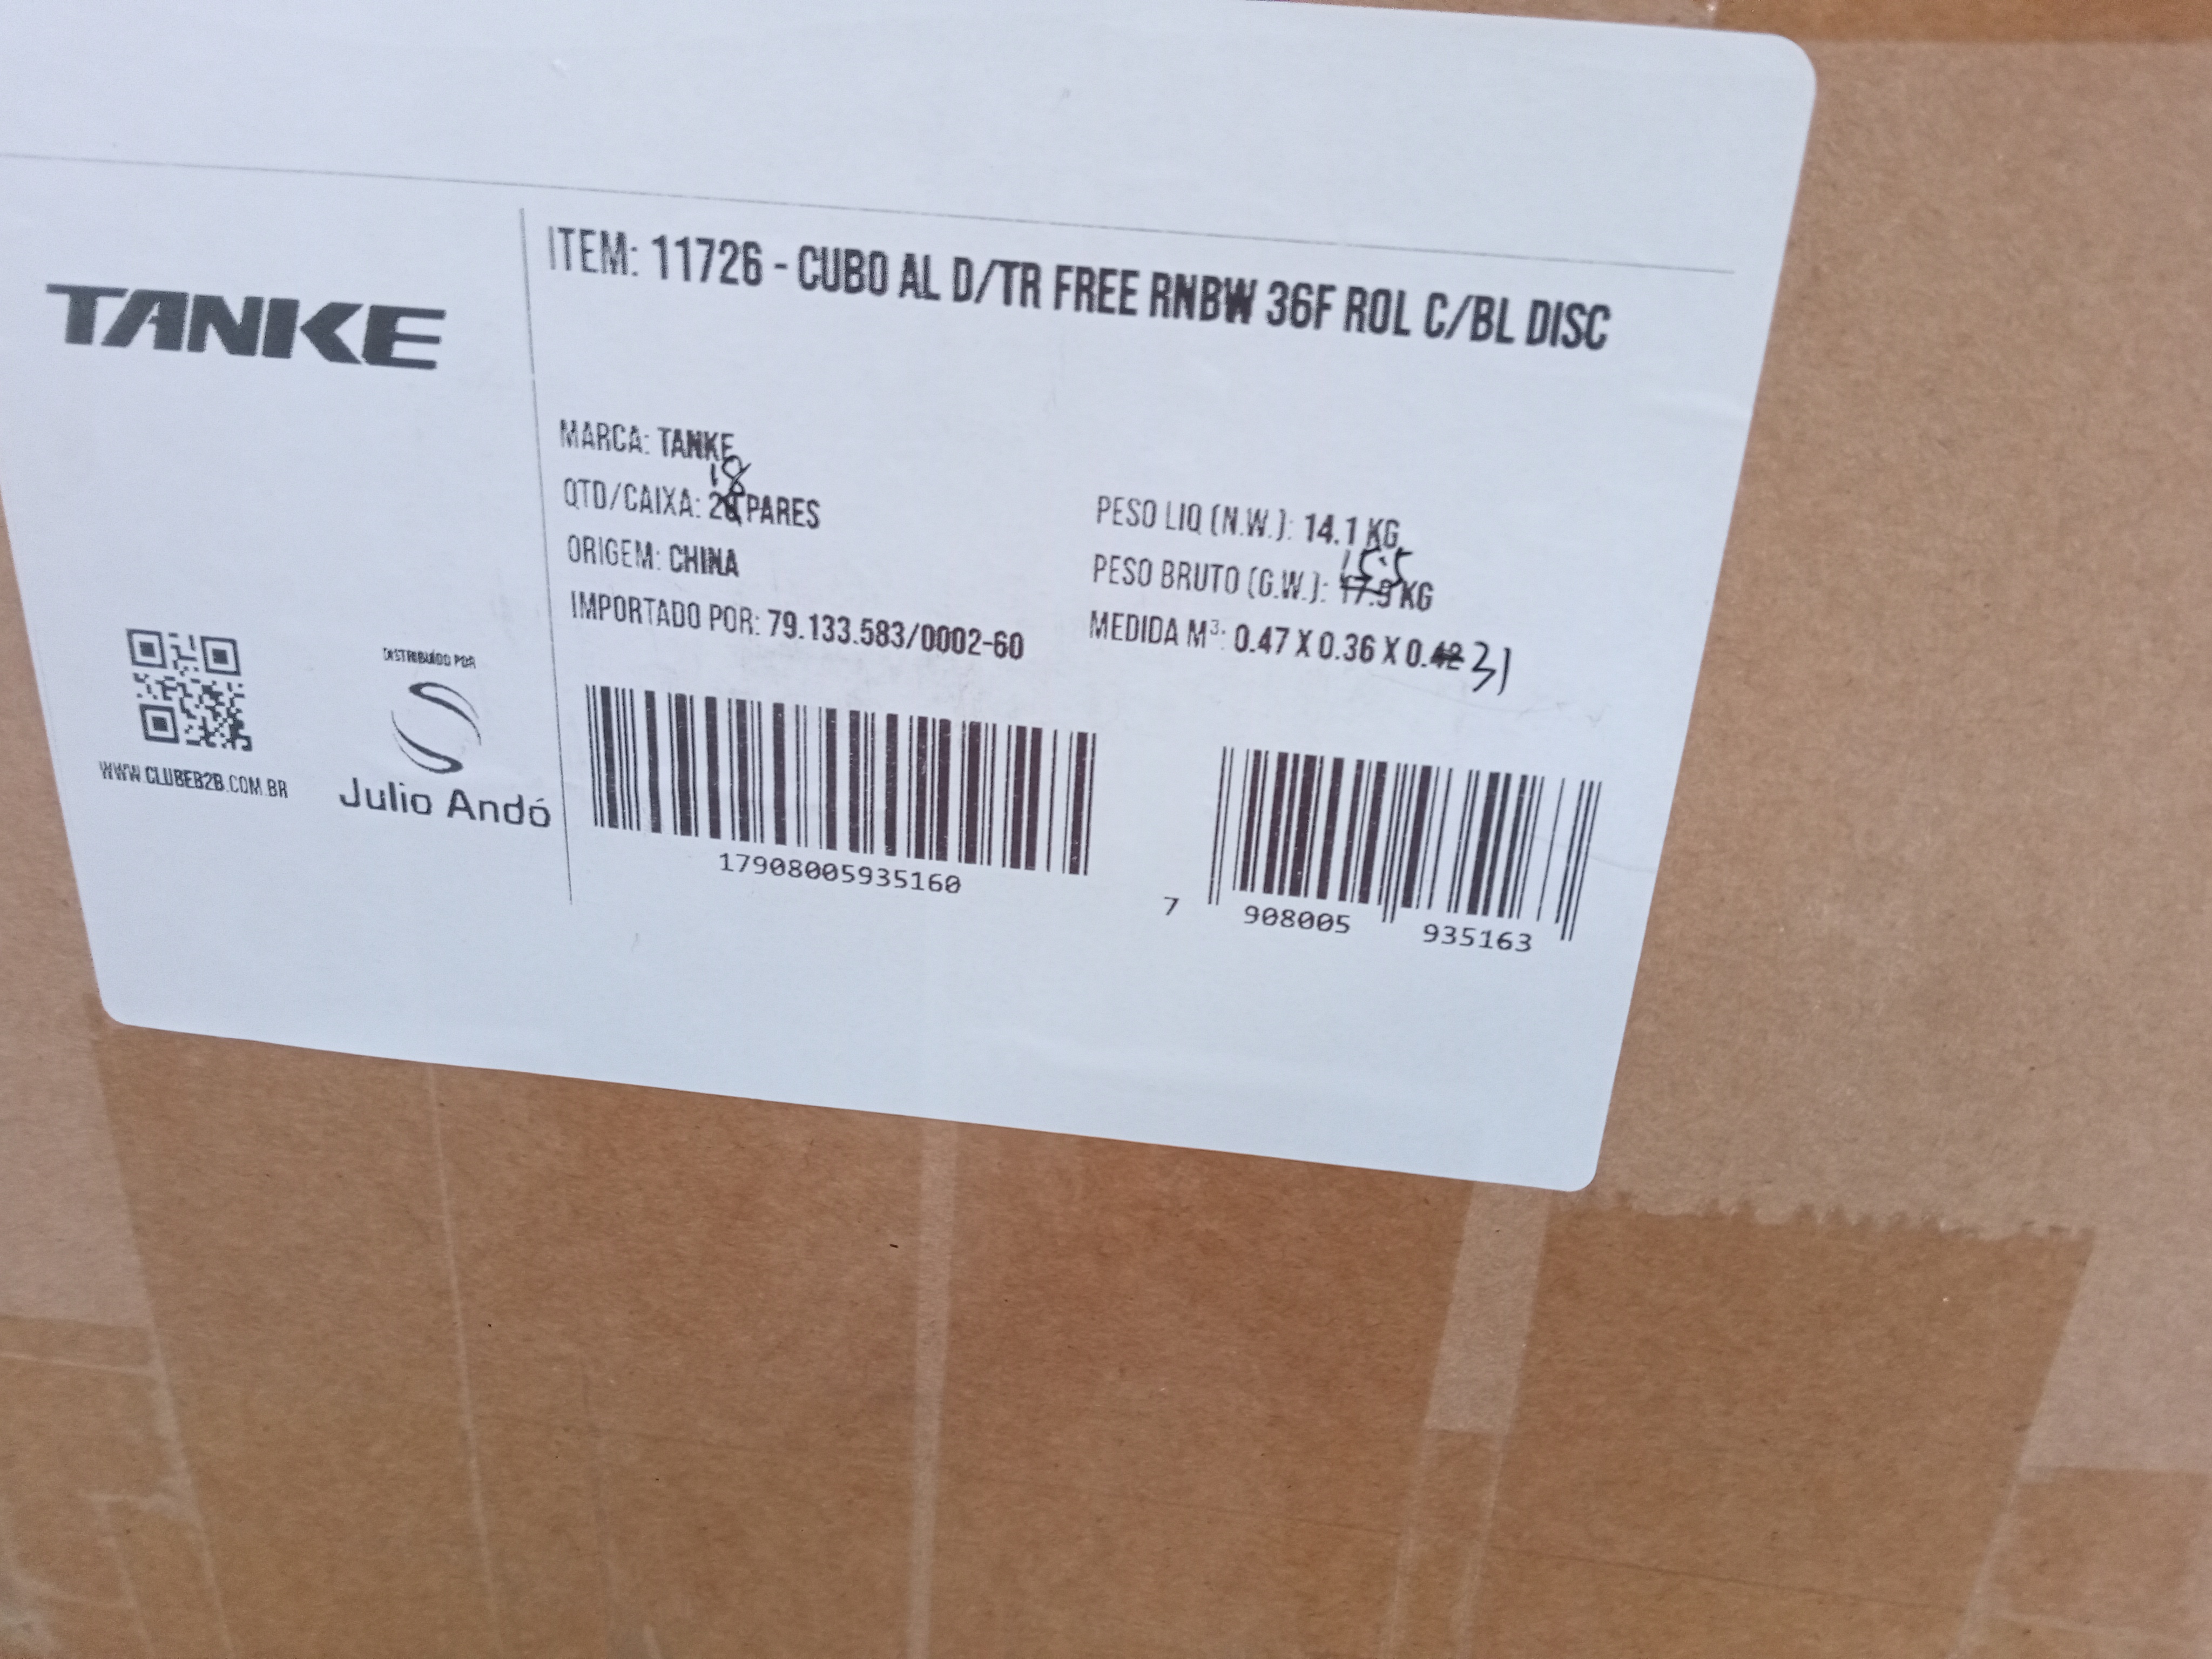 TANKE
ITEM: 11726 - CUBO AL D/TR FREE RNBW 36F ROL C/BL DISC
MARCA: TANKE
18
QTD/CAIXA: PARES
ORIGEM: CHINA
IMPORTADO POR: 79.133.583/0002-60
PESO LIQ (N.W.): 14.1 KG
15.5
PESO BRUTO (G.W.): 17.9 KG
MEDIDA M³: 0.47 X 0.36 X 0.42 31
WWW.CLUBEB2B.COM.BR
DISTRIBUÍDO POR
Julio Andó
17908005935160
7 908005 935163